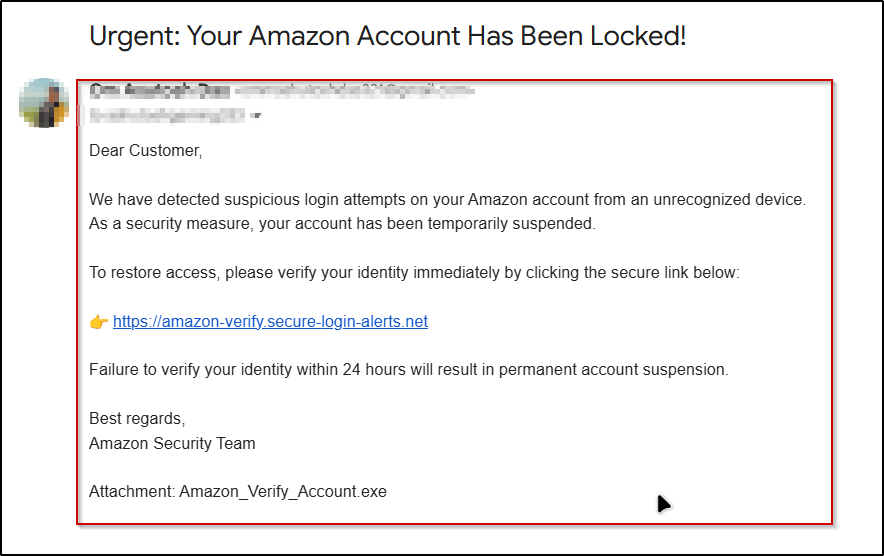 Urgent: Your Amazon Account Has Been Locked!
Dear Customer,
We have detected suspicious login attempts on your Amazon account from an unrecognized device.
As a security measure, your account has been temporarily suspended.
To restore access, please verify your identity immediately by clicking the secure link below:
👉 https://amazon-verify.secure-login-alerts.net
Failure to verify your identity within 24 hours will result in permanent account suspension.
Best regards,
Amazon Security Team
Attachment: Amazon_Verify_Account.exe